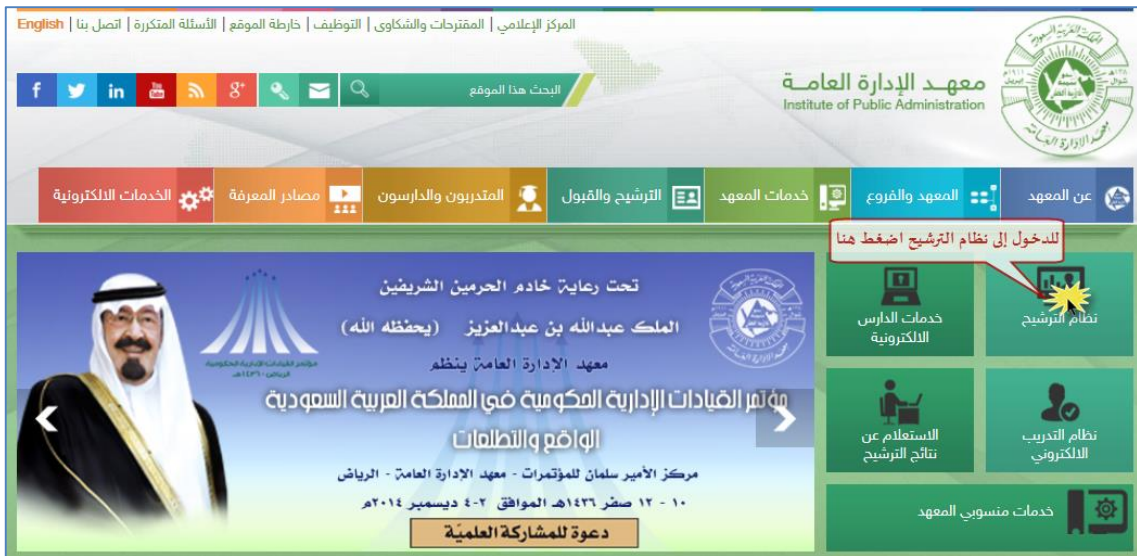 المركز الإعلامي | المقترحات والشكاوى | التوظيف | خارطة الموقع | الأسئلة المتكررة | اتصل بنا | English
معهد الإدارة العامة
Institute of Public Administration
البحث هذا الموقع
عن المعهد
المعهد والفروع
خدمات المعهد
الترشيح والقبول
المتدربون والدارسون
مصادر المعرفة
الخدمات الالكترونية
للدخول إلى نظام الترشيح اضغط هنا
نظام الترشيح
خدمات الدارس
الالكترونية
نظام التدريب
الالكتروني
الاستعلام عن
نتائج الترشيح
خدمات منسوبي المعهد
تحت رعاية خادم الحرمين الشريفين
الملك عبدالله بن عبدالعزيز (يحفظه الله)
معهد الإدارة العامة ينظم
مؤتمر القيادات الإدارية الحكومية في المملكة العربية السعودية
الواقع والتطلعات
مركز الأمير سلمان للمؤتمرات - معهد الإدارة العامة - الرياض
١٠ - ١٢ صفر ١٤٣٦هـ الموافق ٢-٤ ديسمبر ٢٠١٤م
دعوة للمشاركة العلمية